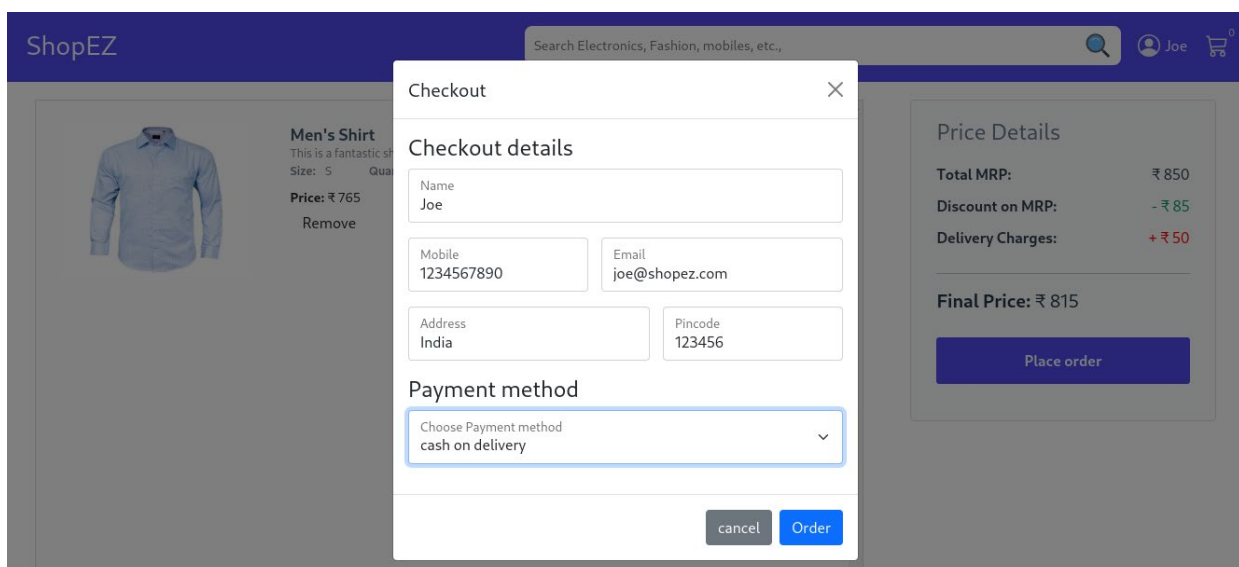 ShopEZ
Search Electronics, Fashion, mobiles, etc.,
Joe
0
Checkout
Men's Shirt
This is a fantastic
Size: S
Price: ₹ 765
Remove
Checkout details
Name
Joe
Mobile
1234567890
Email
joe@shopez.com
Address
India
Pincode
123456
Payment method
Choose Payment method
cash on delivery
cancel
Order
Price Details
Total MRP: ₹ 850
Discount on MRP: - ₹ 85
Delivery Charges: + ₹ 50
Final Price: ₹ 815
Place order